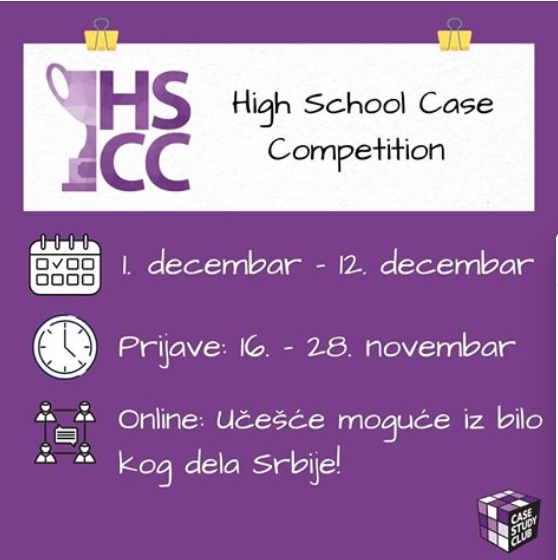 HS
CC
High School Case
Competition
1. decembar - 12. decembar
Prijave: 16. - 28. novembar
Online: Učešće moguće iz bilo
kog dela Srbije!
CASE
STUDY
CLUB